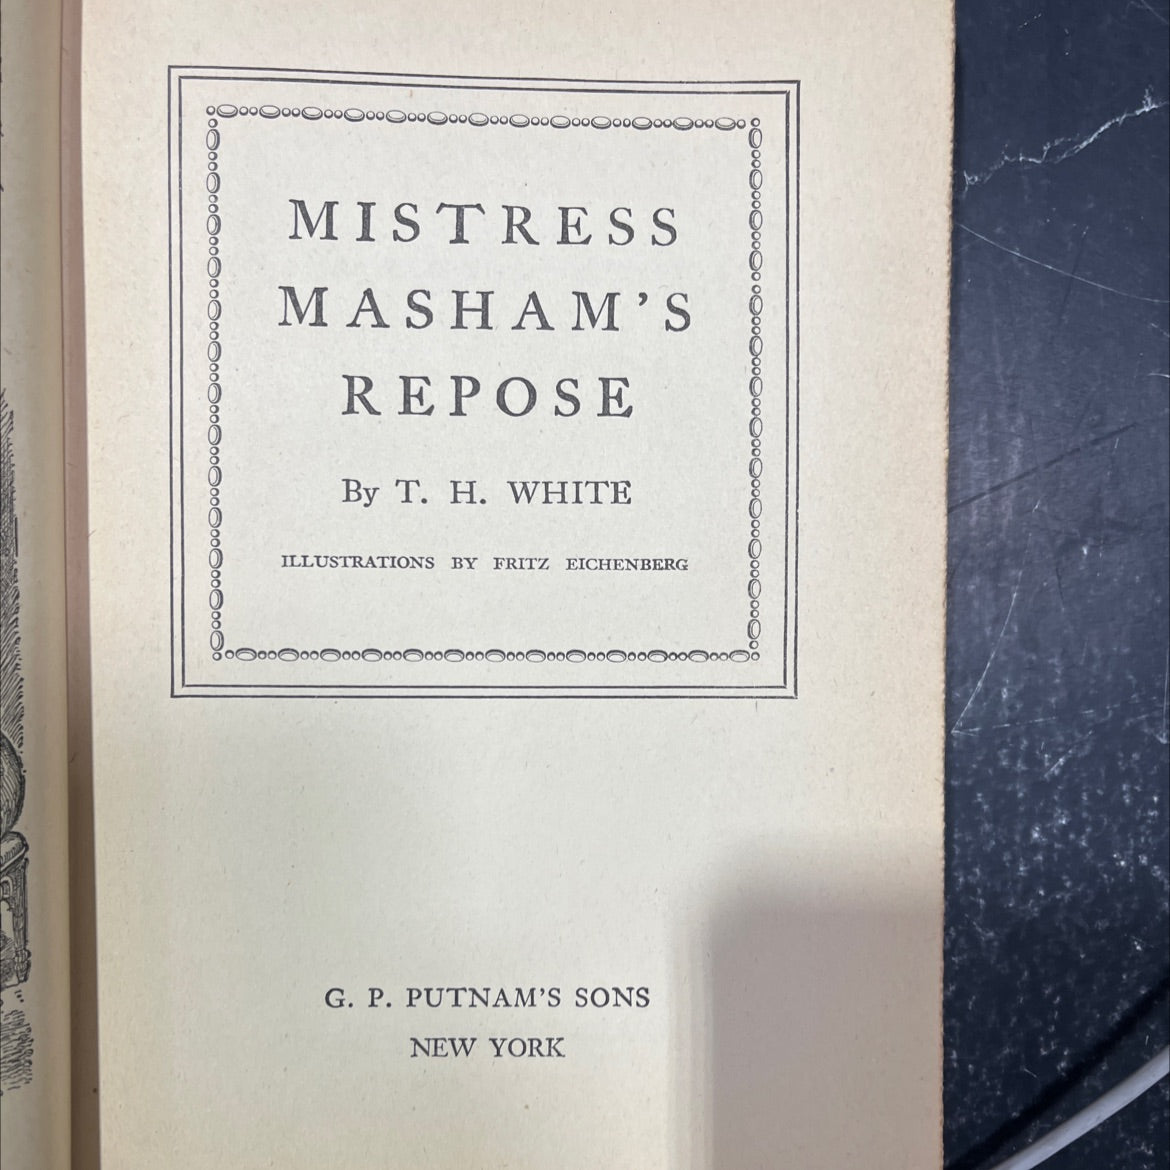 MISTRESS
MASHAM'S
REPOSE
By T. H. WHITE
ILLUSTRATIONS BY FRITZ EICHENBERG
G. P. PUTNAM'S SONS
NEW YORK